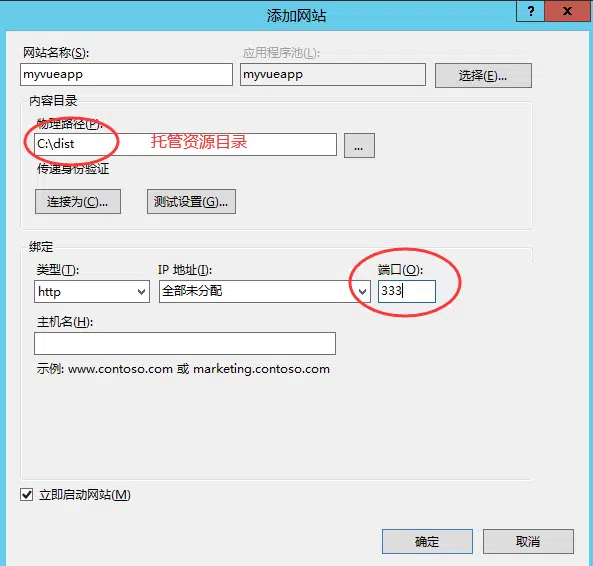 添加网站
?
x
网站名称(S):
应用程序池(L):
myvueapp
myvueapp
选择(E)...
内容目录
物理路径(P):
C:\dist
托管资源目录
...
传递身份验证
连接为(C)...
测试设置(G)...
绑定
类型(T):
IP 地址(I):
端口(O):
http
全部未分配
333
主机名(H):
示例: www.contoso.com 或 marketing.contoso.com
立即启动网站(M)
确定
取消